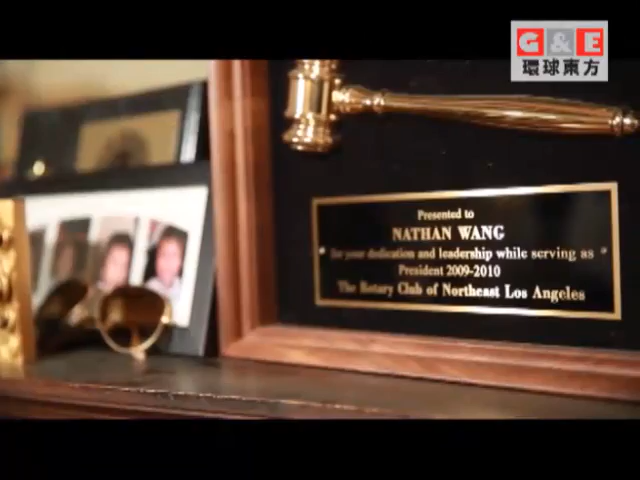 G&E
環球東方
Presented to
NATHAN WANG
for your dedication and leadership while serving as
President 2009-2010
The Rotary Club of Northeast Los Angeles